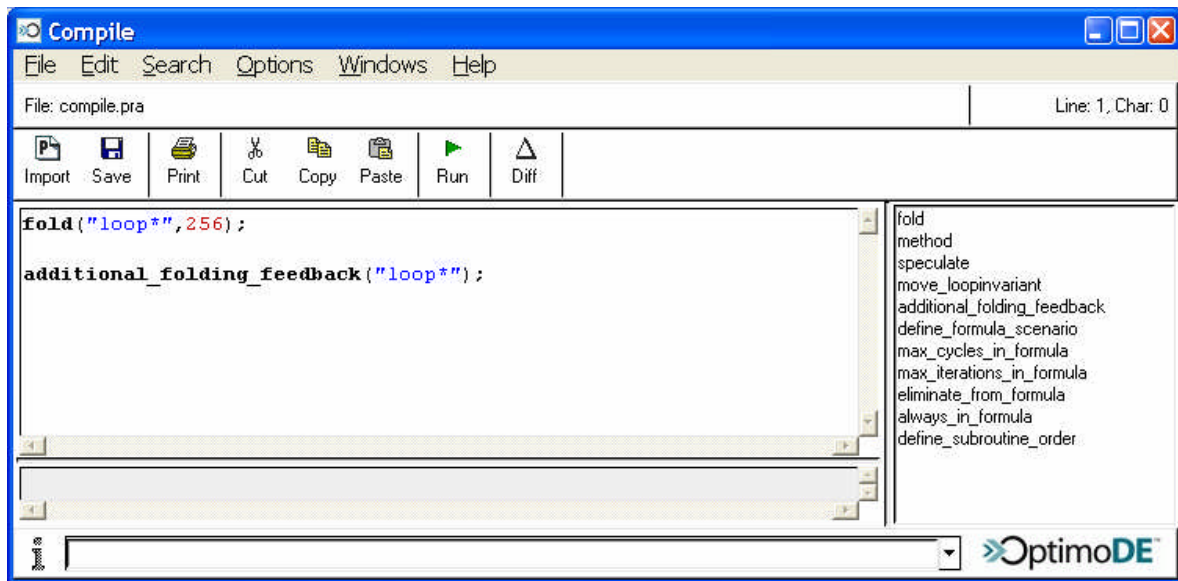 Compile
File Edit Search Options Windows Help
File: compile.pra
Line: 1, Char: 0
Import Save Print Cut Copy Paste Run Diff
fold("loop*",256);
additional_folding_feedback("loop*");
fold
method
speculate
move_loopinvariant
additional_folding_feedback
define_formula_scenario
max_cycles_in_formula
max_iterations_in_formula
eliminate_from_formula
always_in_formula
define_subroutine_order
OptimoDE™